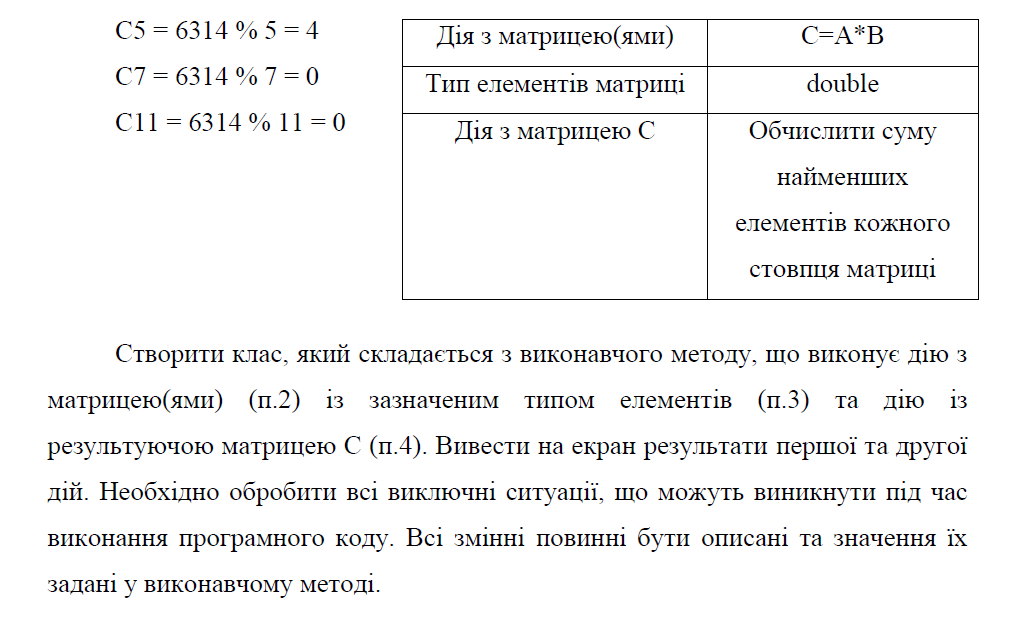 C5 = 6314 % 5 = 4
C7 = 6314 % 7 = 0
C11 = 6314 % 11 = 0
Дія з матрицею(ями)
C=A*B
Тип елементів матриці
double
Дія з матрицею C
Обчислити суму
найменших
елементів кожного
стовпця матриці
Створити клас, який складається з виконавчого методу, що виконує дію з
матрицею(ями) (п.2) із зазначеним типом елементів (п.3) та дію із
результуючою матрицею C (п.4). Вивести на екран результати першої та другої
дій. Необхідно обробити всі виключні ситуації, що можуть виникнути під час
виконання програмного коду. Всі змінні повинні бути описані та значення їх
задані у виконавчому методі.